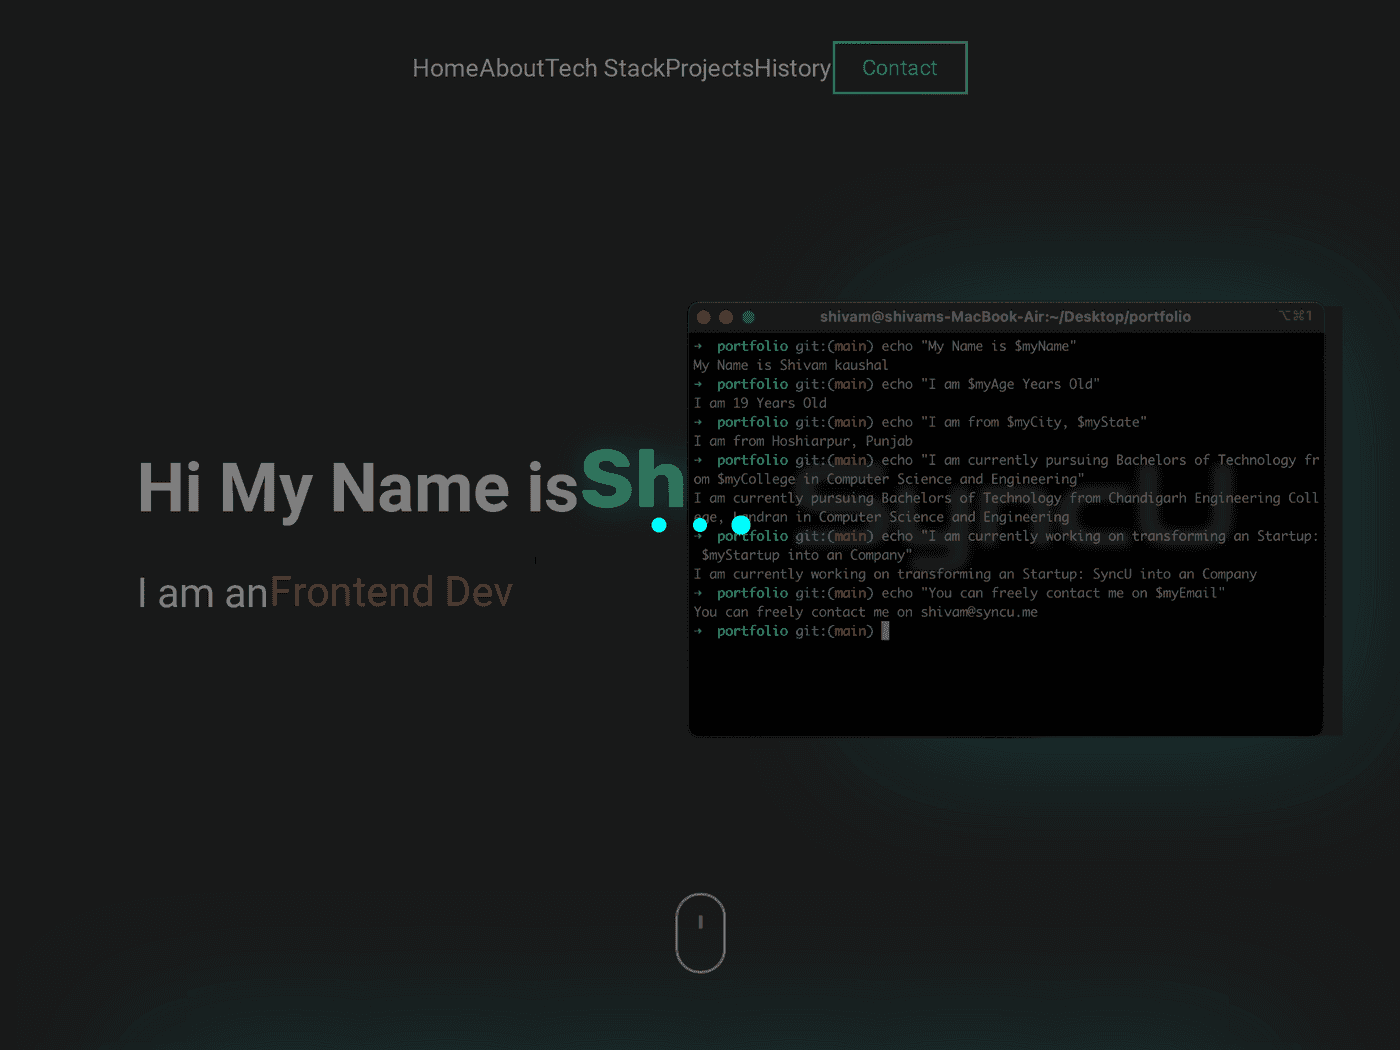 HomeAboutTech StackProjectsHistory Contact
Hi My Name isSh
I am anFrontend Dev
shivam@shivams-MacBook-Air:~/Desktop/portfolio ⌥⌘1
→ portfolio git:(main) echo "My Name is $myName"
My Name is Shivam kaushal
→ portfolio git:(main) echo "I am $myAge Years Old"
I am 19 Years Old
→ portfolio git:(main) echo "I am from $myCity, $myState"
I am from Hoshiarpur, Punjab
→ portfolio git:(main) echo "I am currently pursuing Bachelors of Technology fr
om $myCollege in Computer Science and Engineering"
I am currently pursuing Bachelors of Technology from Chandigarh Engineering Coll
ege, Landran in Computer Science and Engineering
→ portfolio git:(main) echo "I am currently working on transforming an Startup:
$myStartup into an Company"
I am currently working on transforming an Startup: SyncU into an Company
→ portfolio git:(main) echo "You can freely contact me on $myEmail"
You can freely contact me on shivam@syncu.me
→ portfolio git:(main)
SyncU